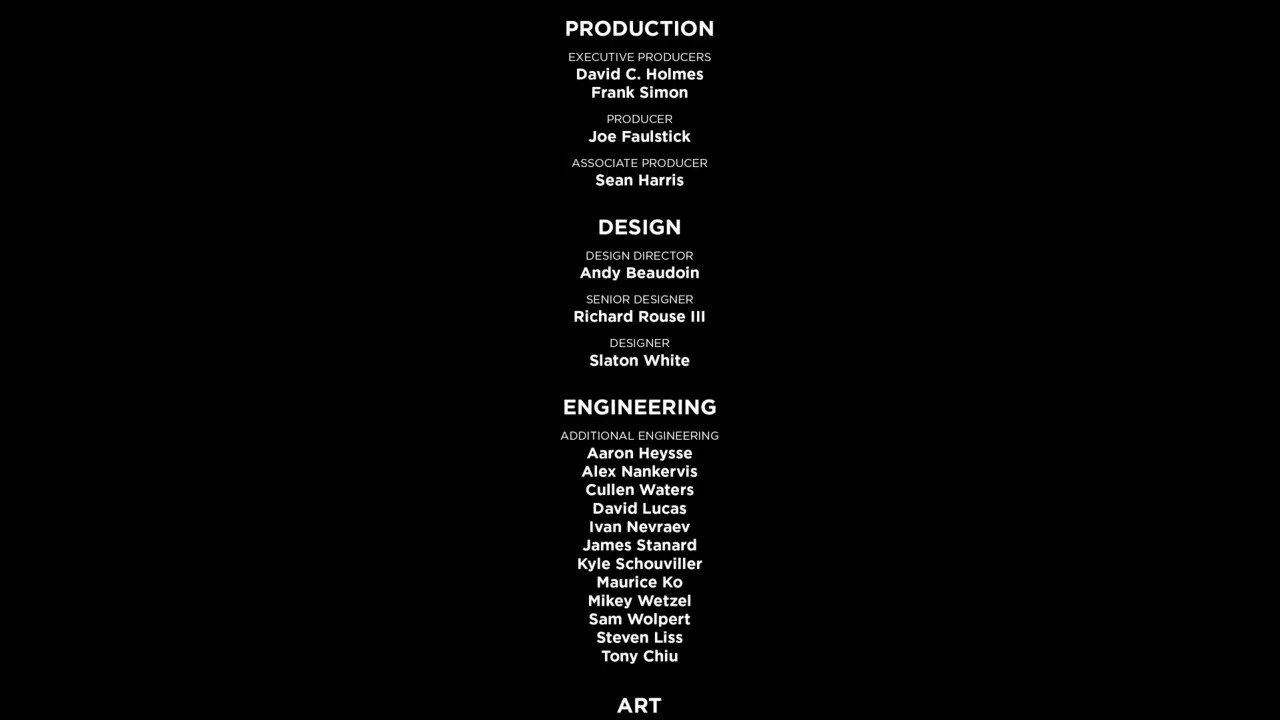 PRODUCTION
EXECUTIVE PRODUCERS
David C. Holmes
Frank Simon
PRODUCER
Joe Faulstick
ASSOCIATE PRODUCER
Sean Harris
DESIGN
DESIGN DIRECTOR
Andy Beaudoin
SENIOR DESIGNER
Richard Rouse III
DESIGNER
Slaton White
ENGINEERING
ADDITIONAL ENGINEERING
Aaron Heysse
Alex Nankervis
Cullen Waters
David Lucas
Ivan Nevraev
James Stanard
Kyle Schouviller
Maurice Ko
Mikey Wetzel
Sam Wolpert
Steven Liss
Tony Chiu
ART